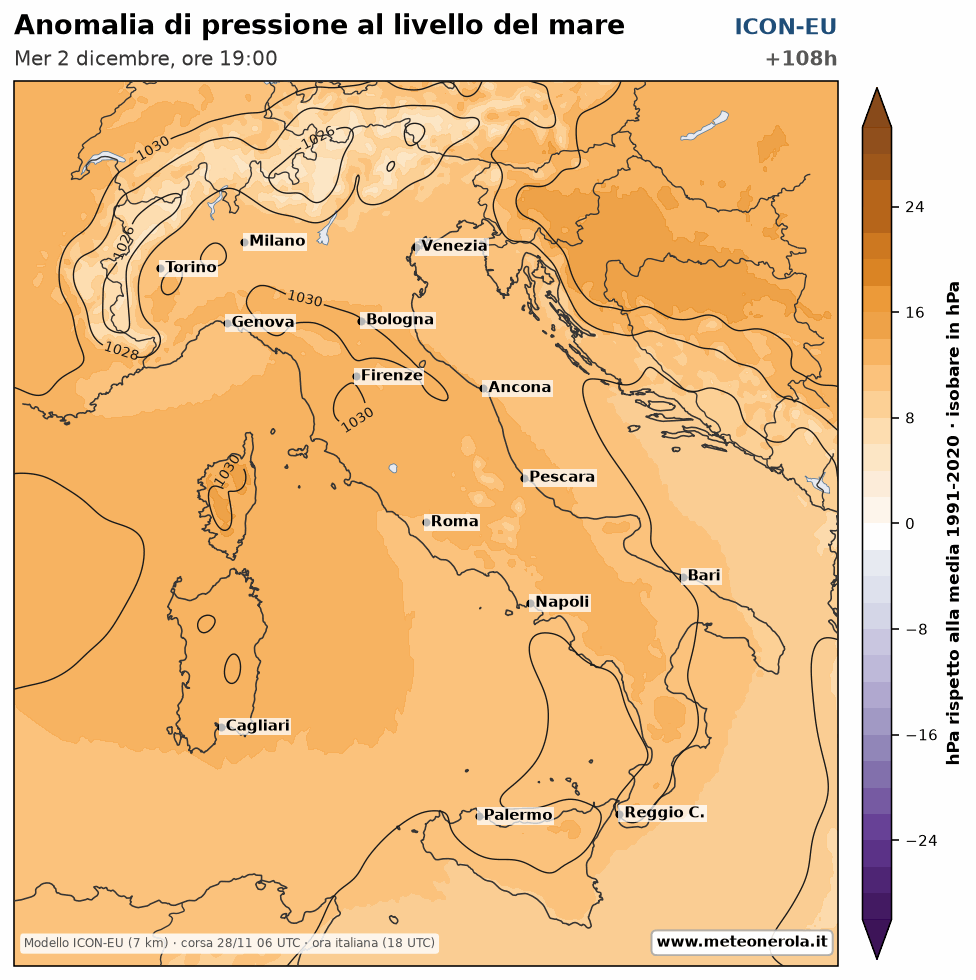 Anomalia di pressione al livello del mare
ICON-EU
Mer 2 dicembre, ore 19:00
+108h
1030
1026
1026
Milano
Venezia
Torino
1030
Genova
Bologna
1028
Firenze
Ancona
1030
1030
Pescara
Roma
Bari
Napoli
Cagliari
Palermo
Reggio C.
24
16
8
0
−8
−16
−24
hPa rispetto alla media 1991-2020 · isobare in hPa
Modello ICON-EU (7 km) · corsa 28/11 06 UTC · ora italiana (18 UTC)
www.meteonerola.it